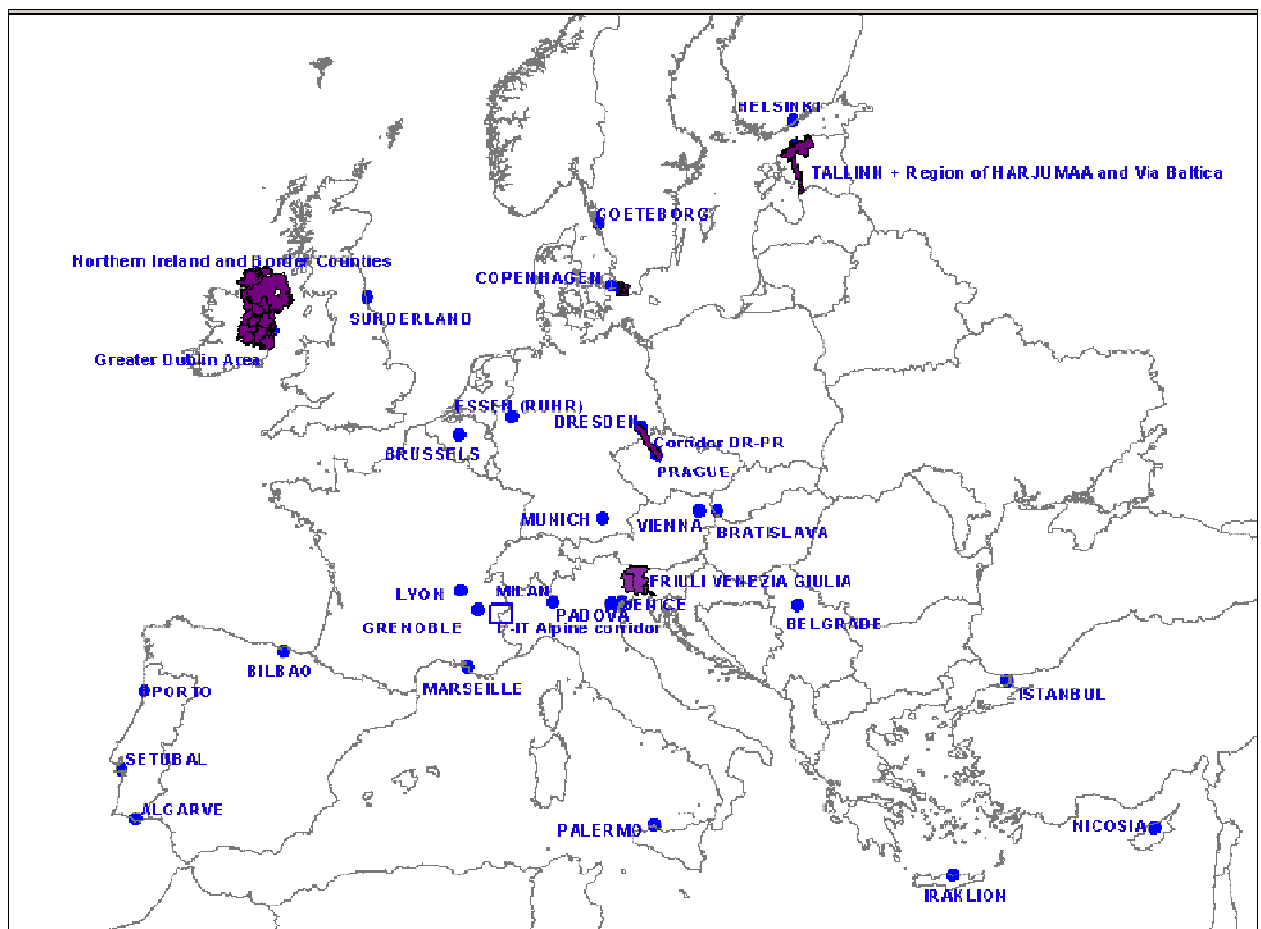 HELSINKI
TALLINN + Region of HARJUMAA and Via Baltica
GOETEBORG
Northern Ireland and Border Counties
COPENHAGEN
SUNDERLAND
Greater Dublin Area
ESSEN (RUHR)
DRESDEN
Corridor DR-PR
BRUSSELS
PRAGUE
MUNICH
VIENNA
BRATISLAVA
FRIULI VENEZIA GIULIA
LYON
MILAN
VENICE
PADOVA
GRENOBLE
F-IT Alpine corridor
BELGRADE
BILBAO
MARSEILLE
PORTO
ISTANBUL
SETUBAL
ALGARVE
PALERMO
NICOSIA
IRAKLION